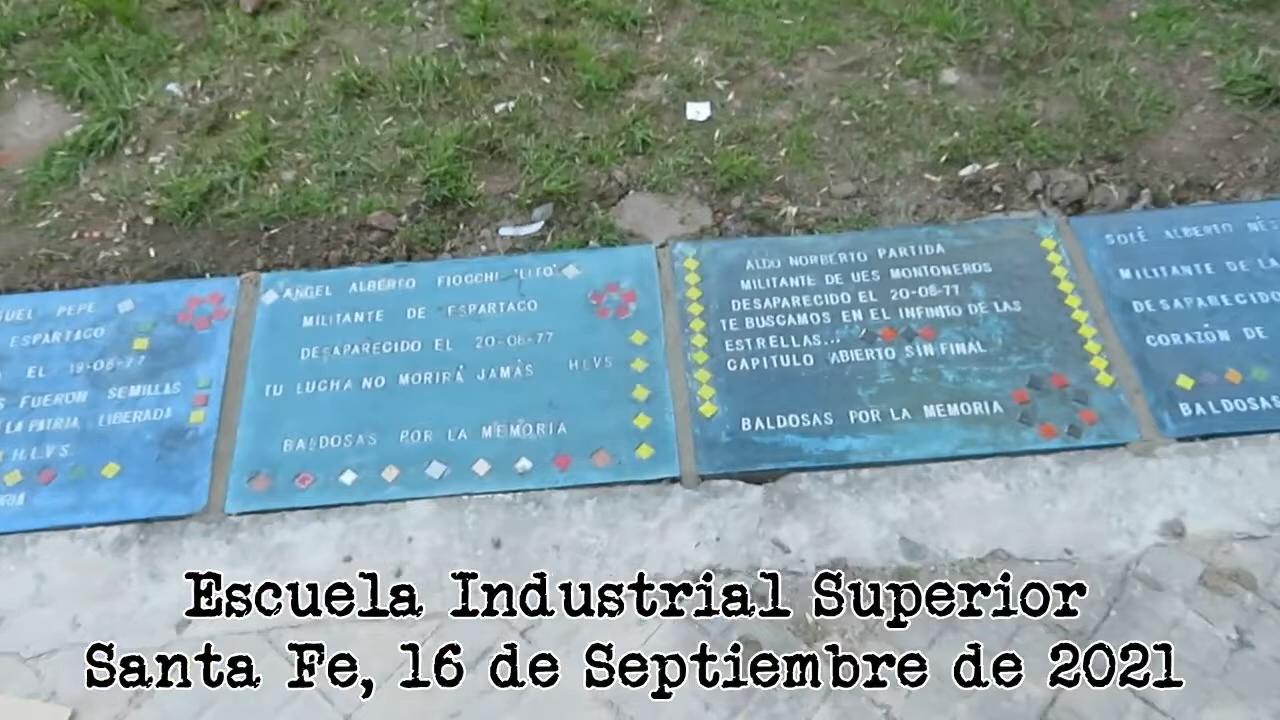 GUEL PEPE
ESPARTACO
EL 19-08-77
S FUERON SEMILLAS
LA PATRIA LIBERADA
H.L.V.S.
RIA
ANGEL ALBERTO FIOCCHI "LITO"
MILITANTE DE ESPARTACO
DESAPARECIDO EL 20-08-77
TU LUCHA NO MORIRÁ JAMÁS HLVS
BALDOSAS POR LA MEMORIA
ALDO NORBERTO PARTIDA
MILITANTE DE UES MONTONEROS
DESAPARECIDO EL 20-08-77
TE BUSCAMOS EN EL INFINITO DE LAS
ESTRELLAS...
CAPITULO ABIERTO SIN FINAL
BALDOSAS POR LA MEMORIA
SOLÉ ALBERTO
MILITANTE DE LA
DESAPARECIDO
CORAZÓN DE
BALDOSAS
Escuela Industrial Superior
Santa Fe, 16 de Septiembre de 2021